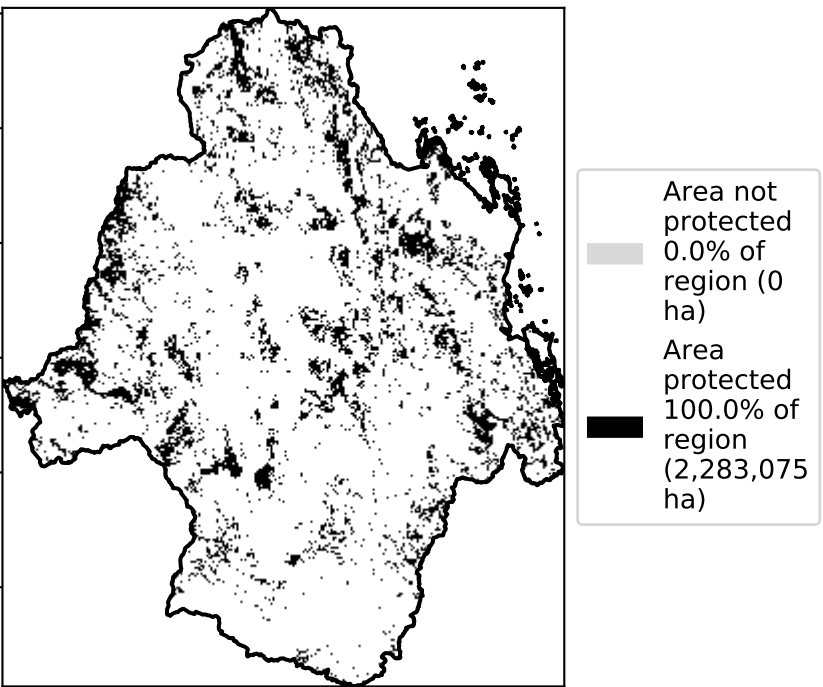 Area not
protected
0.0% of
region (0
ha)
Area
protected
100.0% of
region
(2,283,075
ha)